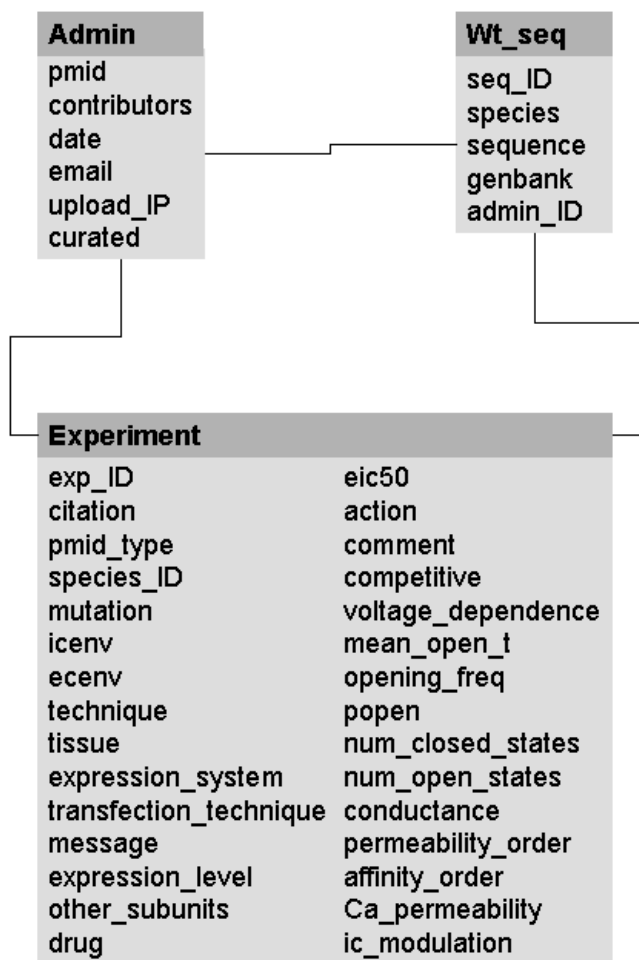 Admin
pmid
contributors
date
email
upload_IP
curated
Wt_seq
seq_ID
species
sequence
genbank
admin_ID
Experiment
exp_ID
citation
pmid_type
species_ID
mutation
icenv
ecenv
technique
tissue
expression_system
transfection_technique
message
expression_level
other_subunits
drug
eic50
action
comment
competitive
voltage_dependence
mean_open_t
opening_freq
popen
num_closed_states
num_open_states
conductance
permeability_order
affinity_order
Ca_permeability
ic_modulation